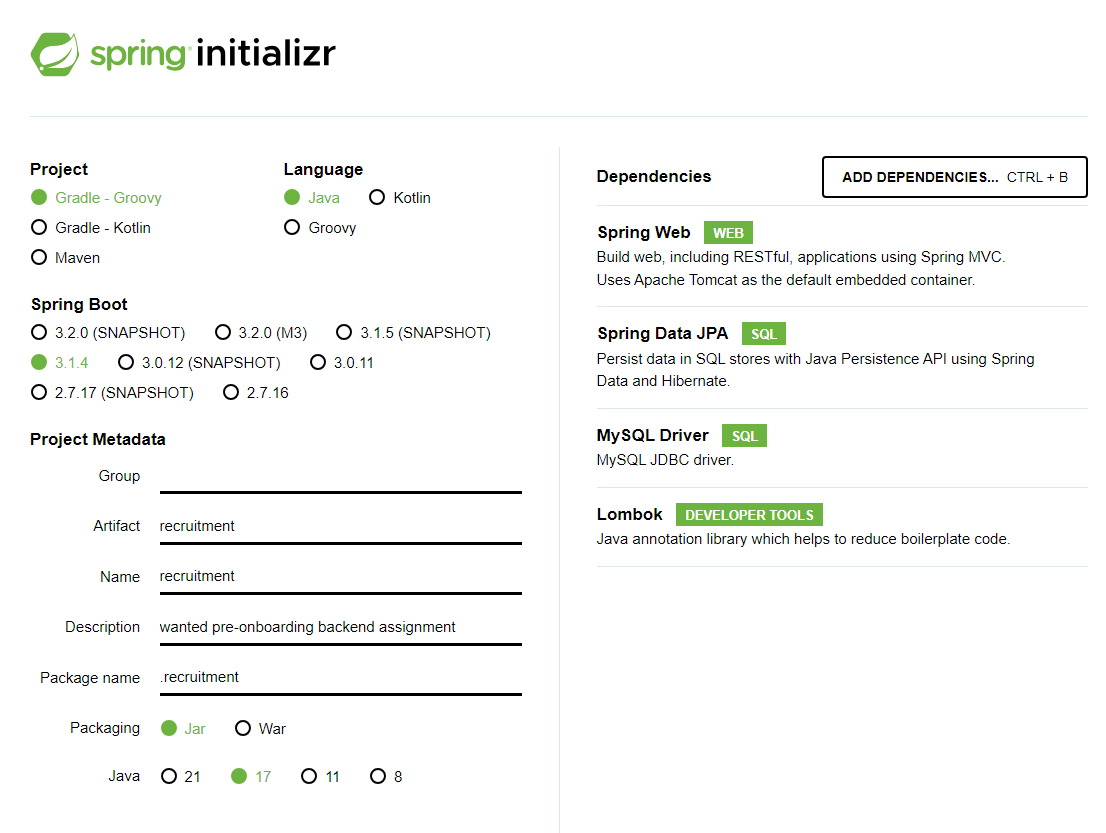 spring initializr
Project
Gradle - Groovy
Gradle - Kotlin
Maven
Language
Java Kotlin
Groovy
Spring Boot
3.2.0 (SNAPSHOT) 3.2.0 (M3) 3.1.5 (SNAPSHOT)
3.1.4 3.0.12 (SNAPSHOT) 3.0.11
2.7.17 (SNAPSHOT) 2.7.16
Project Metadata
Group
Artifact recruitment
Name recruitment
Description wanted pre-onboarding backend assignment
Package name .recruitment
Packaging Jar War
Java 21 17 11 8
Dependencies ADD DEPENDENCIES... CTRL + B
Spring Web WEB
Build web, including RESTful, applications using Spring MVC.
Uses Apache Tomcat as the default embedded container.
Spring Data JPA SQL
Persist data in SQL stores with Java Persistence API using Spring
Data and Hibernate.
MySQL Driver SQL
MySQL JDBC driver.
Lombok DEVELOPER TOOLS
Java annotation library which helps to reduce boilerplate code.